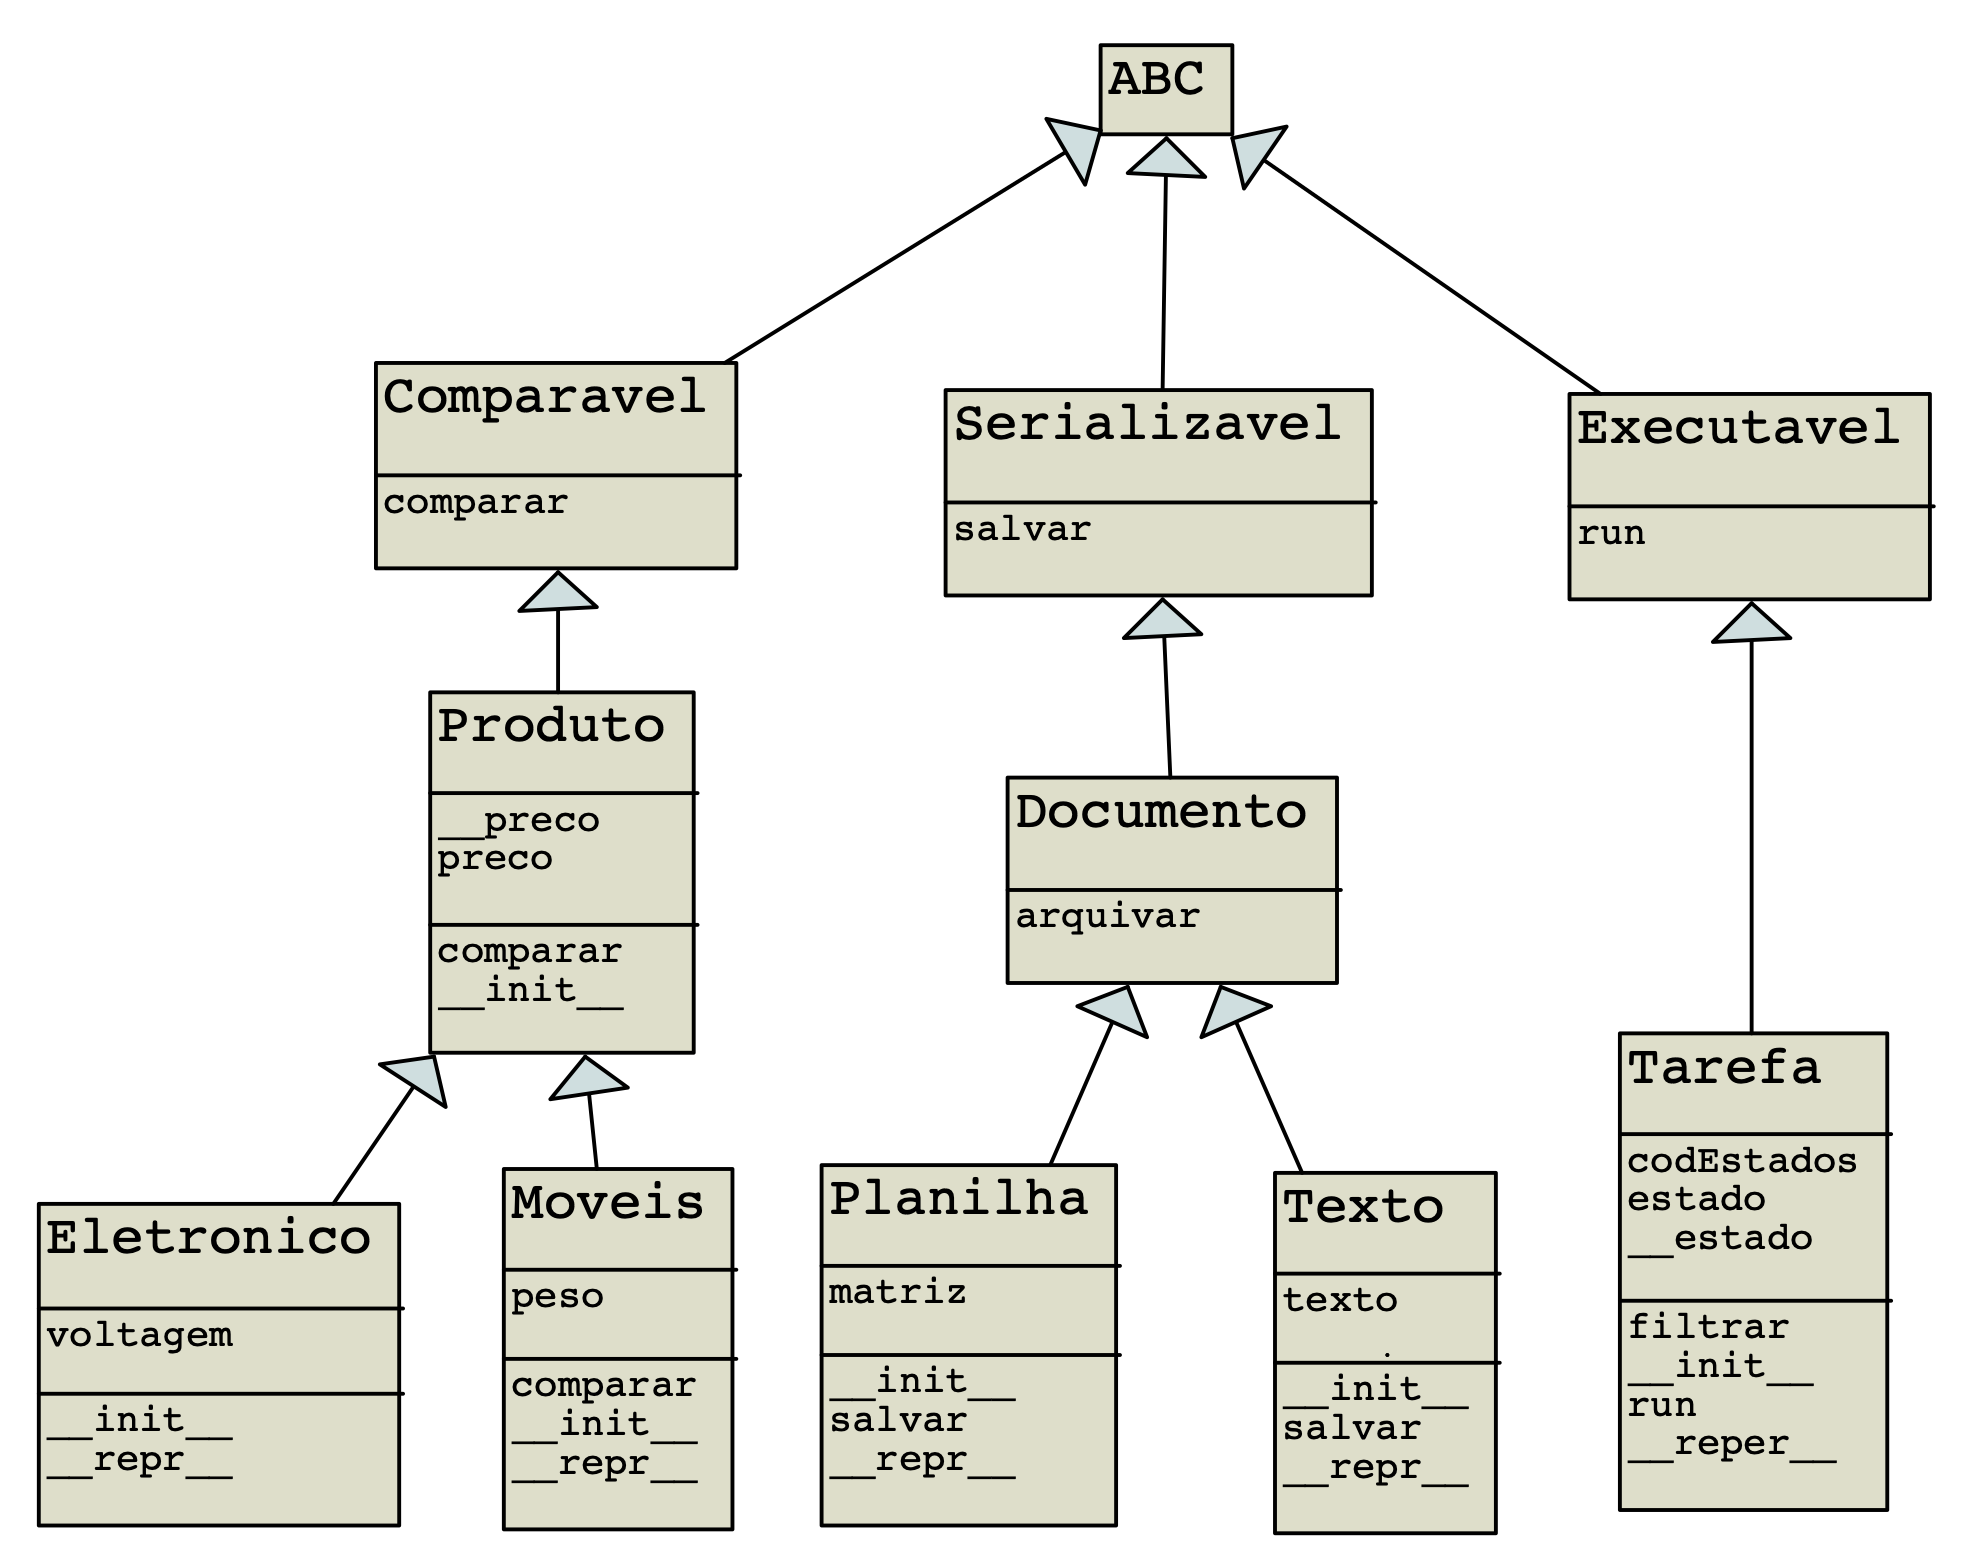 ABC
Comparavel
comparar
Serializavel
salvar
Executavel
run
Produto
__preco
preco
comparar
__init__
Documento
arquivar
Tarefa
codEstados
estado
__estado
filtrar
__init__
run
__reper__
Eletronico
voltagem
__init__
__repr__
Moveis
peso
comparar
__init__
__repr__
Planilha
matriz
__init__
salvar
__repr__
Texto
texto
.
__init__
salvar
__repr__